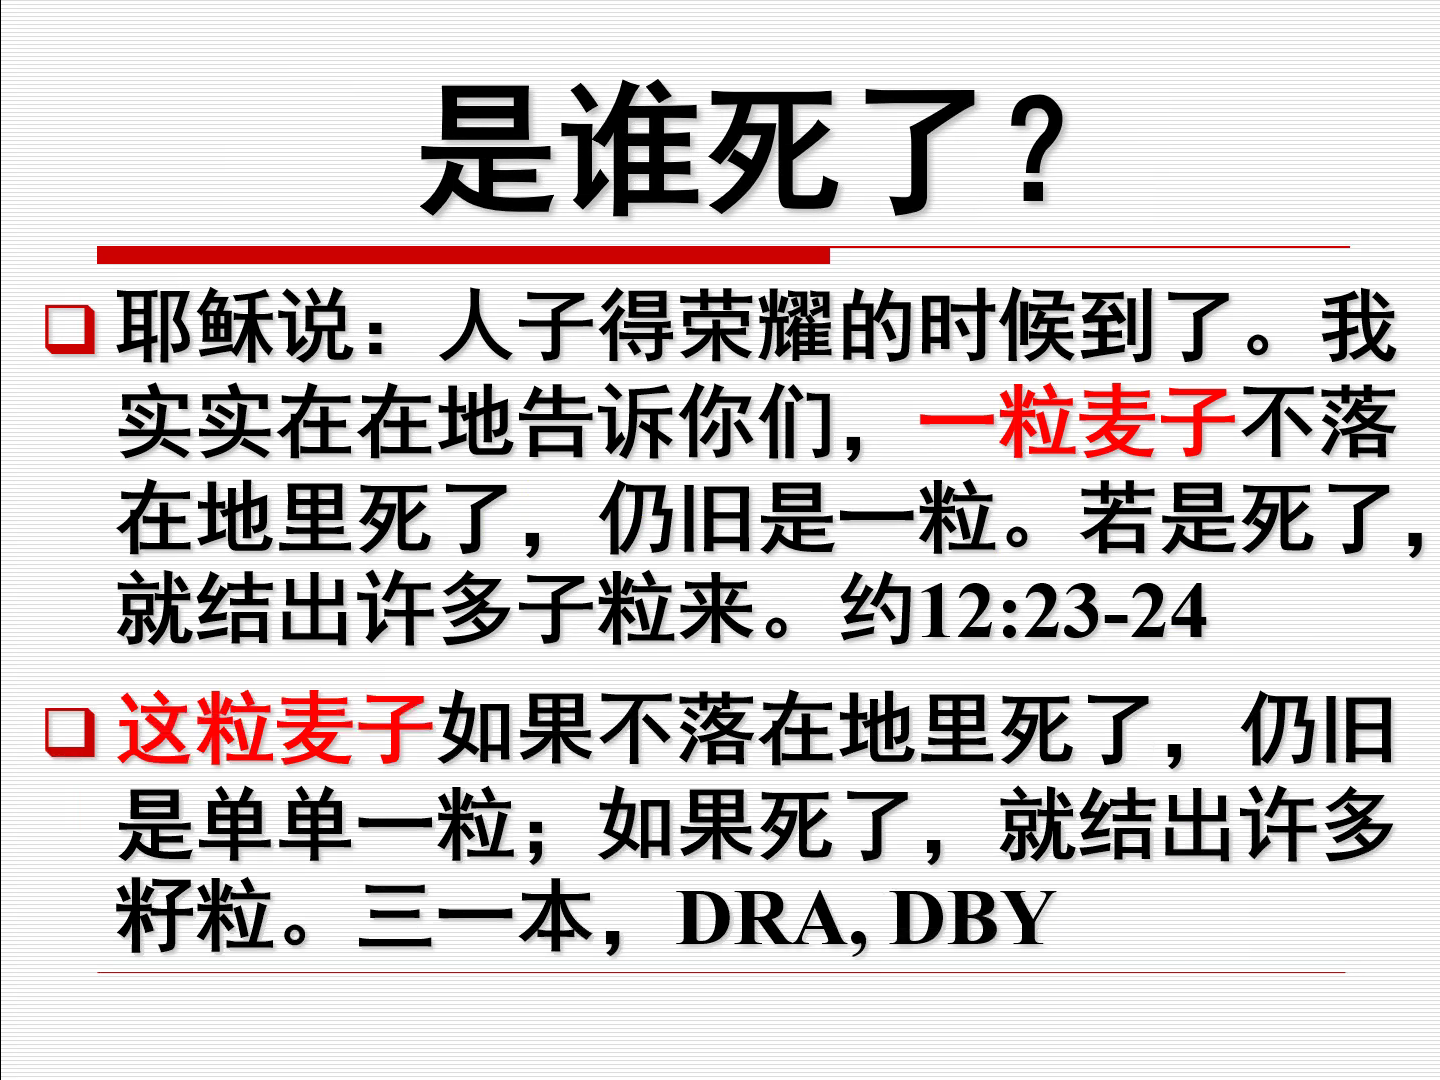 是谁死了？
耶稣说：人子得荣耀的时候到了。我
实实在在地告诉你们，一粒麦子不落
在地里死了，仍旧是一粒。若是死了，
就结出许多子粒来。约12:23-24
这粒麦子如果不落在地里死了，仍旧
是单单一粒；如果死了，就结出许多
籽粒。三一本，DRA, DBY